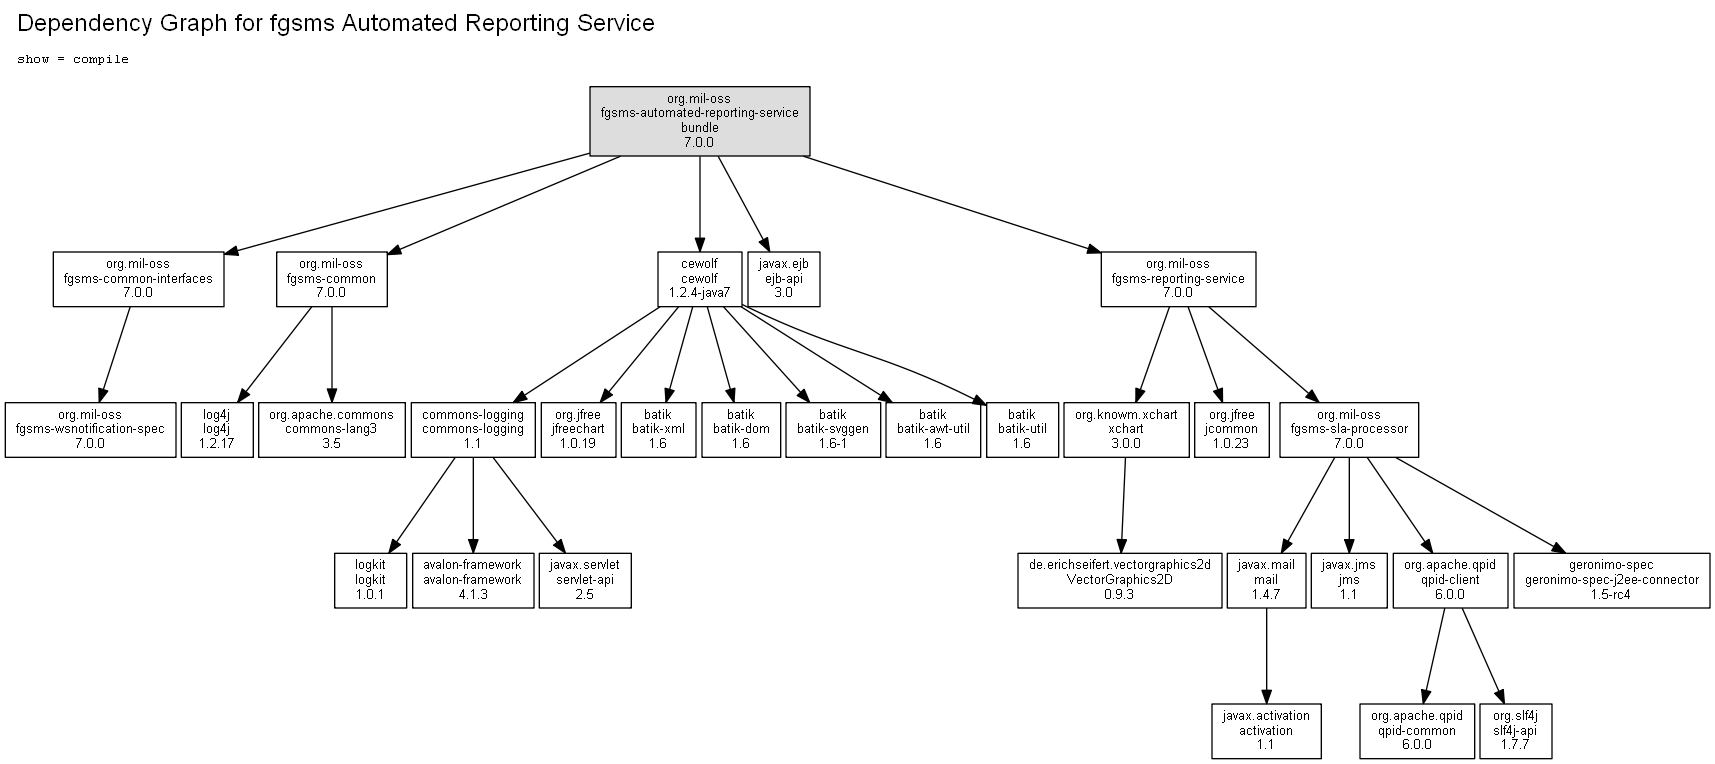 Dependency Graph for fgsms Automated Reporting Service
show = compile
org.mil-oss
fgsms-automated-reporting-service
bundle
7.0.0
org.mil-oss
fgsms-common-interfaces
7.0.0
org.mil-oss
fgsms-common
7.0.0
cewolf
cewolf
1.2.4-java7
javax.ejb
ejb-api
3.0
org.mil-oss
fgsms-reporting-service
7.0.0
org.mil-oss
fgsms-wsnotification-spec
7.0.0
log4j
log4j
1.2.17
org.apache.commons
commons-lang3
3.5
commons-logging
commons-logging
1.1
org.jfree
jfreechart
1.0.19
batik
batik-xml
1.6
batik
batik-dom
1.6
batik
batik-svggen
1.6-1
batik
batik-awt-util
1.6
batik
batik-util
1.6
org.knowm.xchart
xchart
3.0.0
org.jfree
jcommon
1.0.23
org.mil-oss
fgsms-sla-processor
7.0.0
logkit
logkit
1.0.1
avalon-framework
avalon-framework
4.1.3
javax.servlet
servlet-api
2.5
de.erichseifert.vectorgraphics2d
VectorGraphics2D
0.9.3
javax.mail
mail
1.4.7
javax.jms
jms
1.1
org.apache.qpid
qpid-client
6.0.0
geronimo-spec
geronimo-spec-j2ee-connector
1.5-rc4
javax.activation
activation
1.1
org.apache.qpid
qpid-common
6.0.0
org.slf4j
slf4j-api
1.7.7